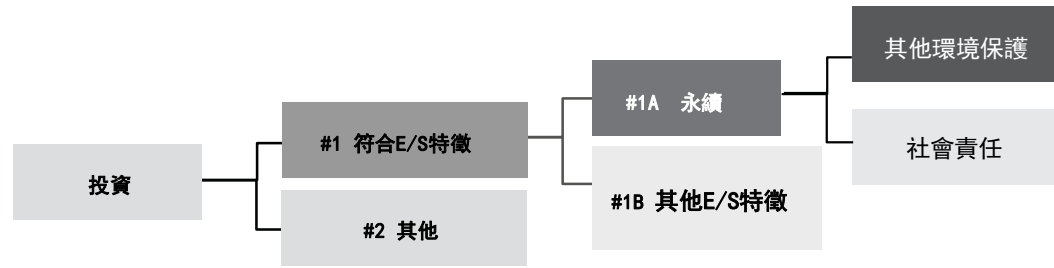 投資
#1 符合E/S特徵
#2 其他
#1A 永續
#1B 其他E/S特徵
其他環境保護
社會責任